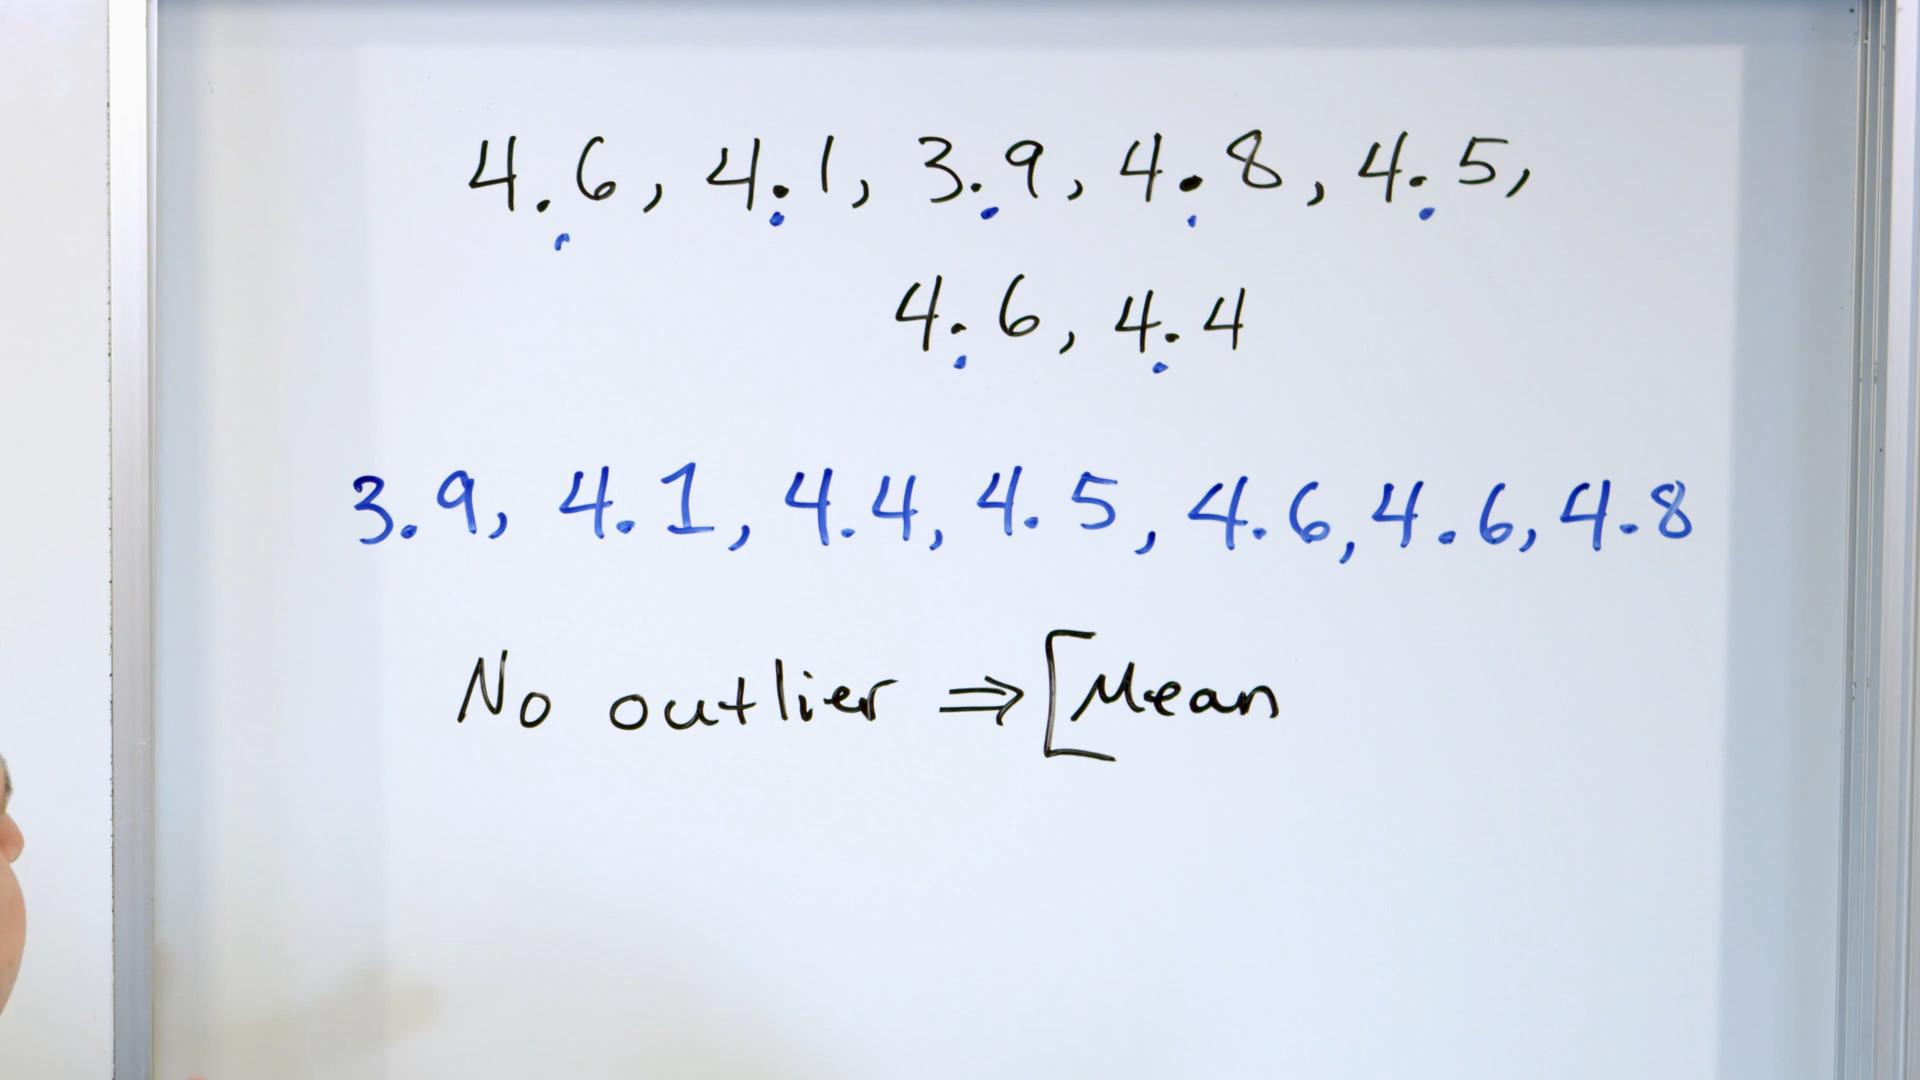 4.6, 4.1, 3.9, 4.8, 4.5,
4.6, 4.4
3.9, 4.1, 4.4, 4.5, 4.6, 4.6, 4.8
No outlier ⇒ [Mean